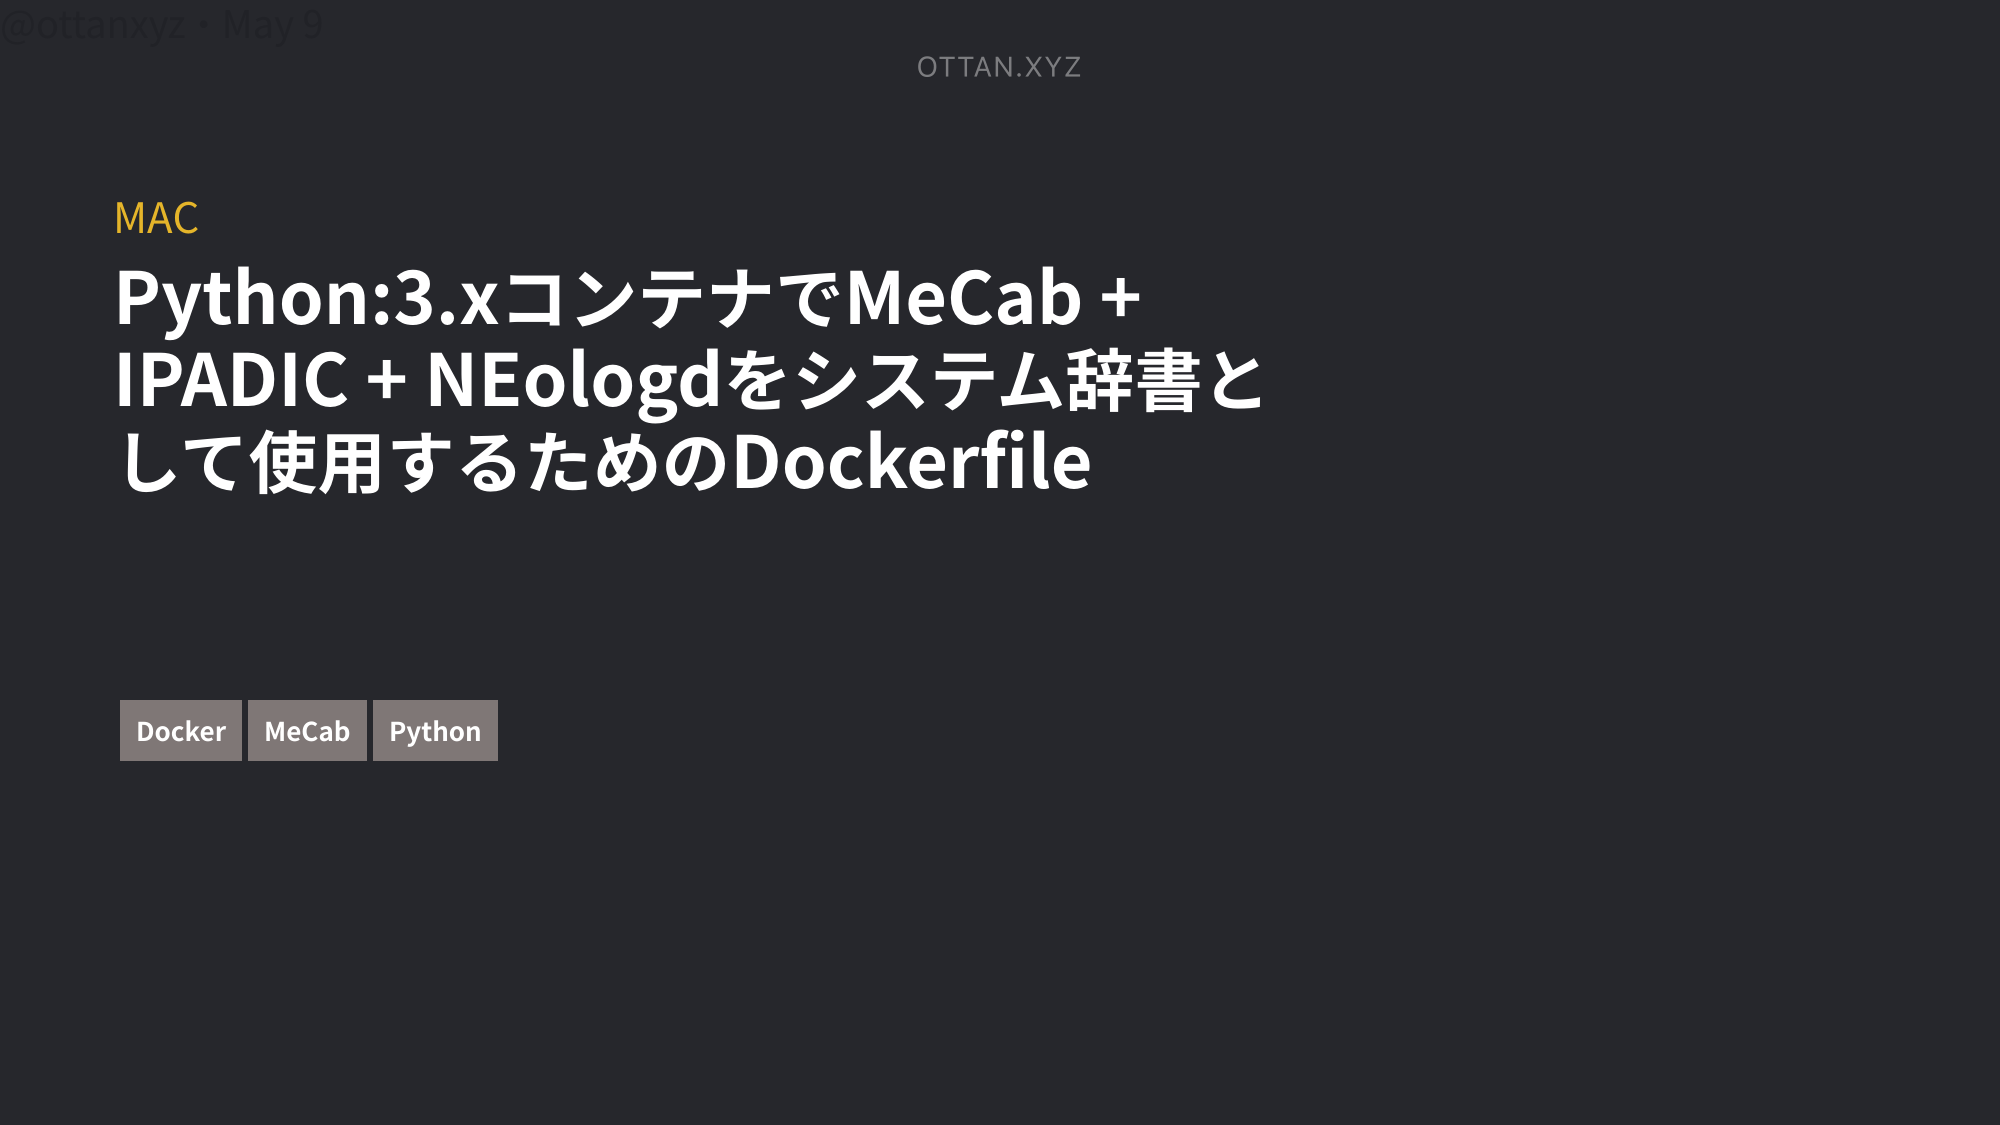 @ottanxyz・May 9
OTTAN.XYZ
MAC
Python:3.xコンテナでMeCab +
IPADIC + NEologdをシステム辞書と
して使用するためのDockerfile
Docker MeCab Python